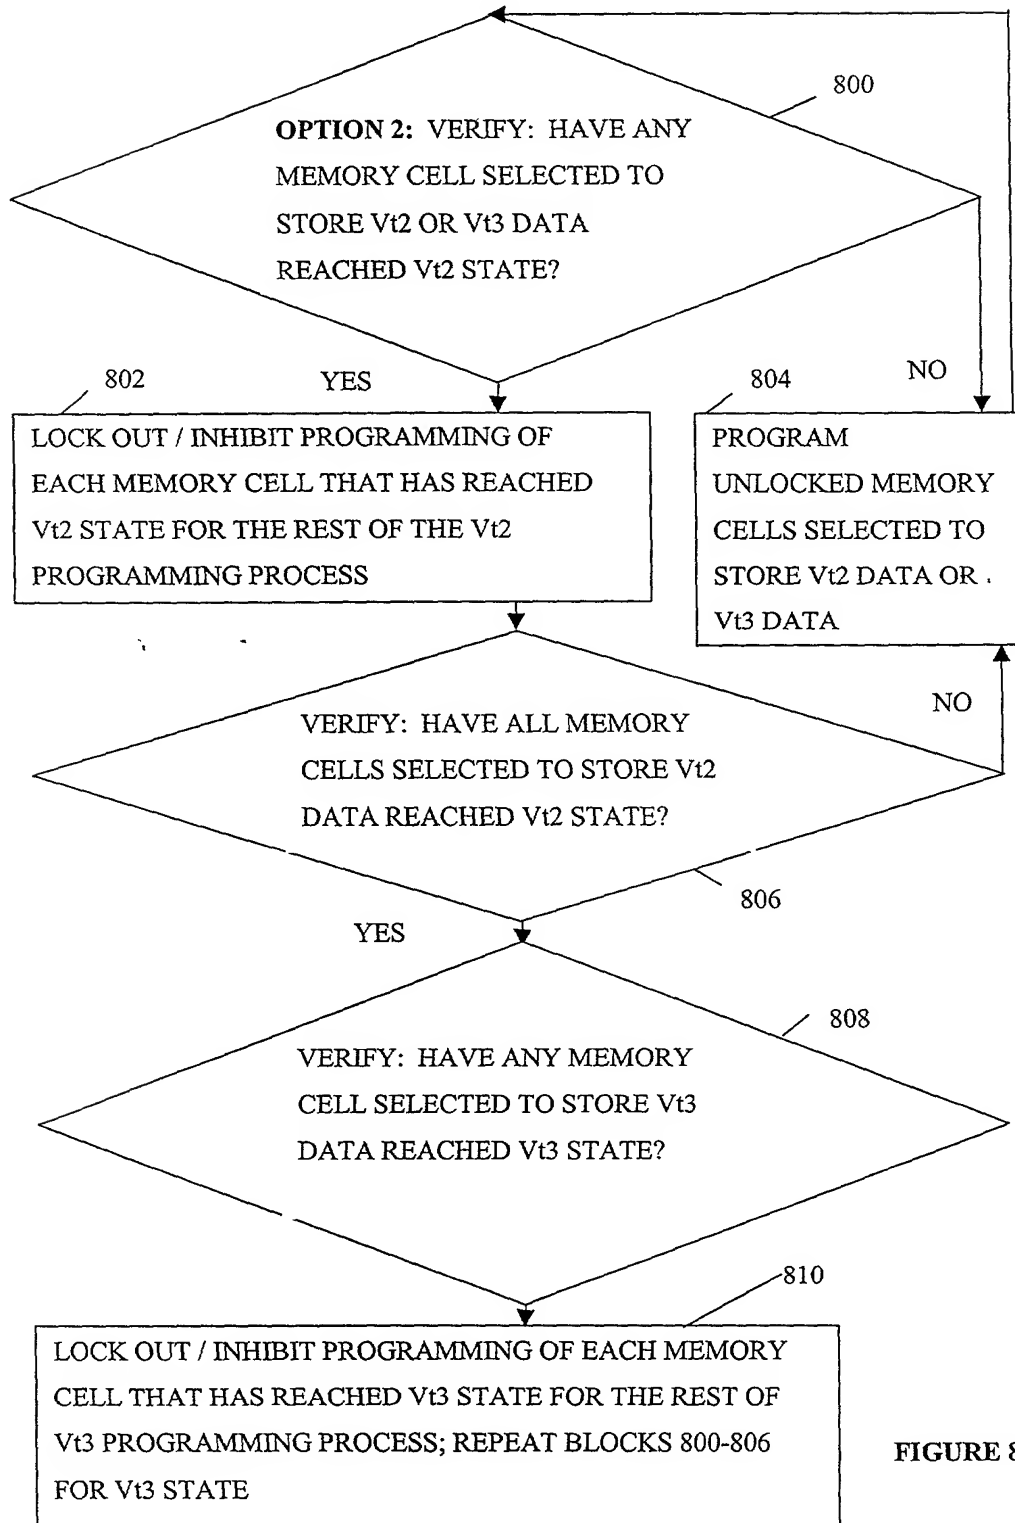 800
OPTION 2: VERIFY: HAVE ANY
MEMORY CELL SELECTED TO
STORE Vt2 OR Vt3 DATA
REACHED Vt2 STATE?
802
YES
804
NO
LOCK OUT / INHIBIT PROGRAMMING OF
EACH MEMORY CELL THAT HAS REACHED
Vt2 STATE FOR THE REST OF THE Vt2
PROGRAMMING PROCESS
PROGRAM
UNLOCKED MEMORY
CELLS SELECTED TO
STORE Vt2 DATA OR
Vt3 DATA
NO
VERIFY: HAVE ALL MEMORY
CELLS SELECTED TO STORE Vt2
DATA REACHED Vt2 STATE?
806
YES
808
VERIFY: HAVE ANY MEMORY
CELL SELECTED TO STORE Vt3
DATA REACHED Vt3 STATE?
810
LOCK OUT / INHIBIT PROGRAMMING OF EACH MEMORY
CELL THAT HAS REACHED Vt3 STATE FOR THE REST OF
Vt3 PROGRAMMING PROCESS; REPEAT BLOCKS 800-806
FOR Vt3 STATE
FIGURE 8